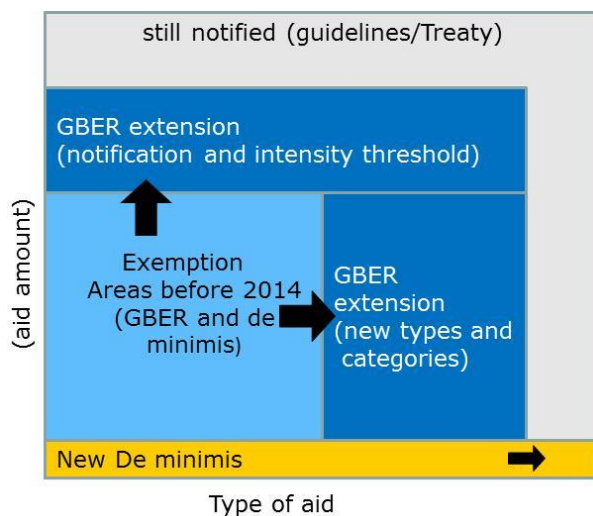 still notified (guidelines/Treaty)
GBER extension
(notification and intensity threshold)
(aid amount)
Exemption
Areas before 2014
(GBER and de
minimis)
GBER
extension
(new types and
categories)
New De minimis
Type of aid